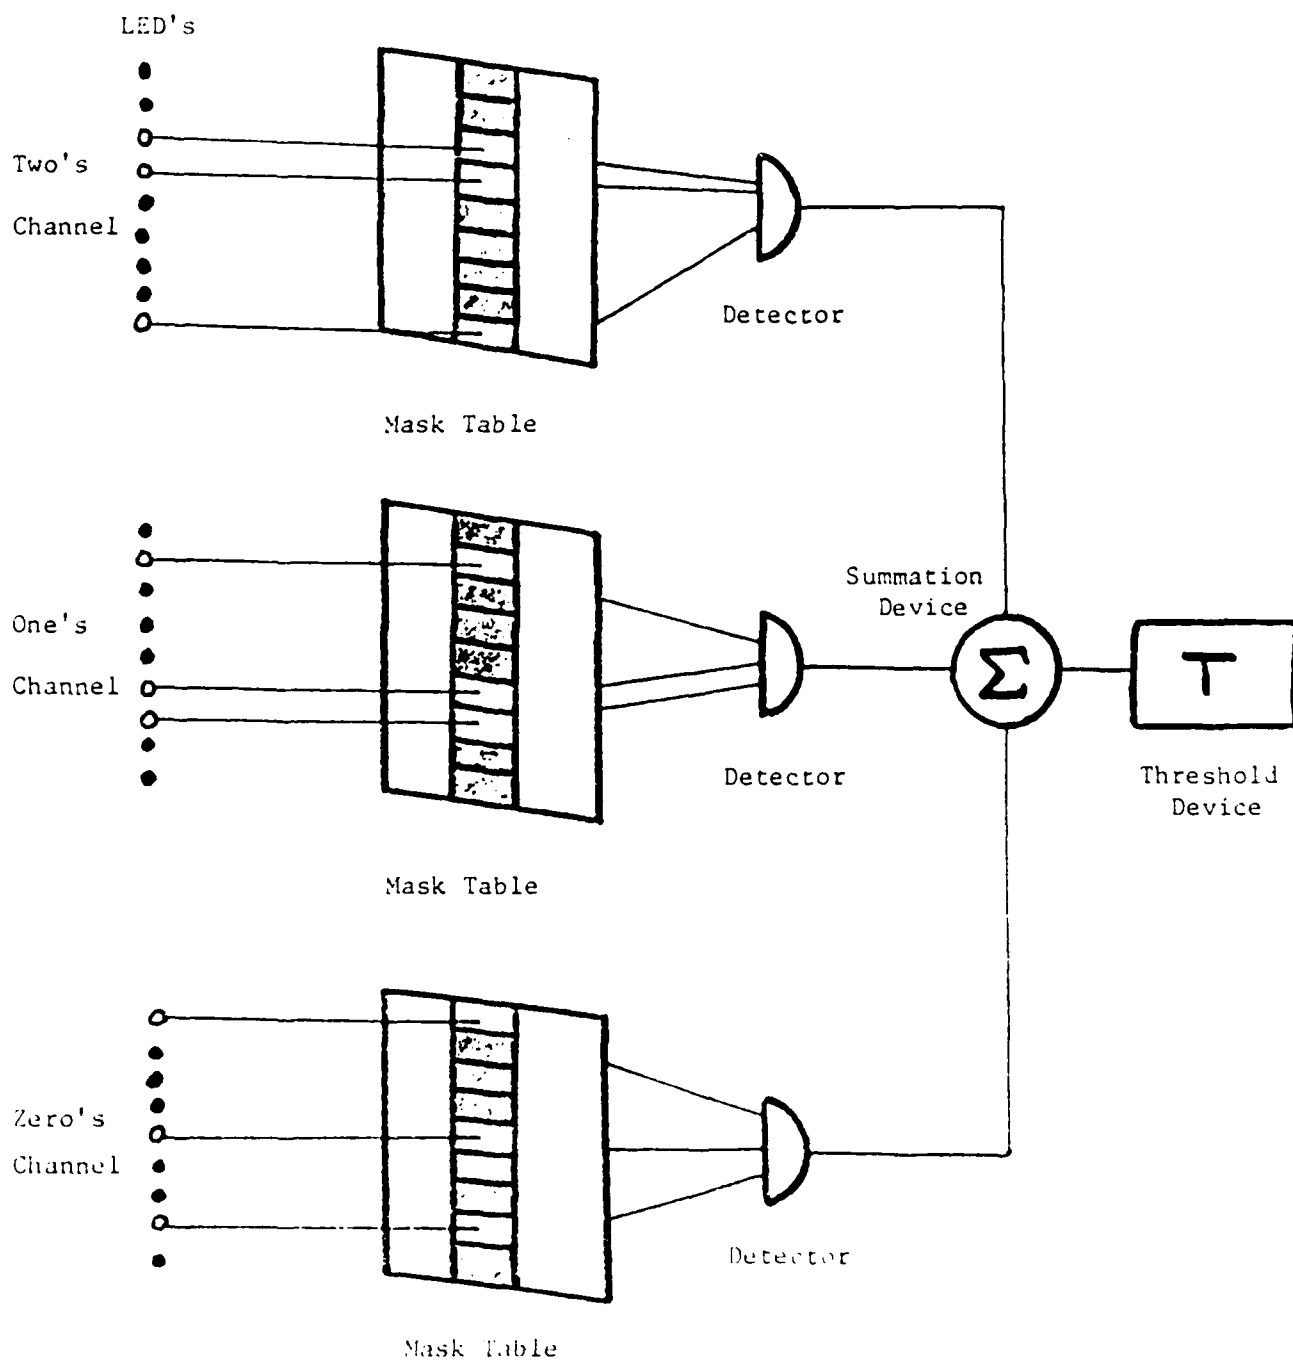 LED's
Two's
Channel
Detector
Mask Table
Summation
Device
One's
Channel
Σ
T
Detector
Threshold
Device
Mask Table
Zero's
Channel
Detector
Mask Table